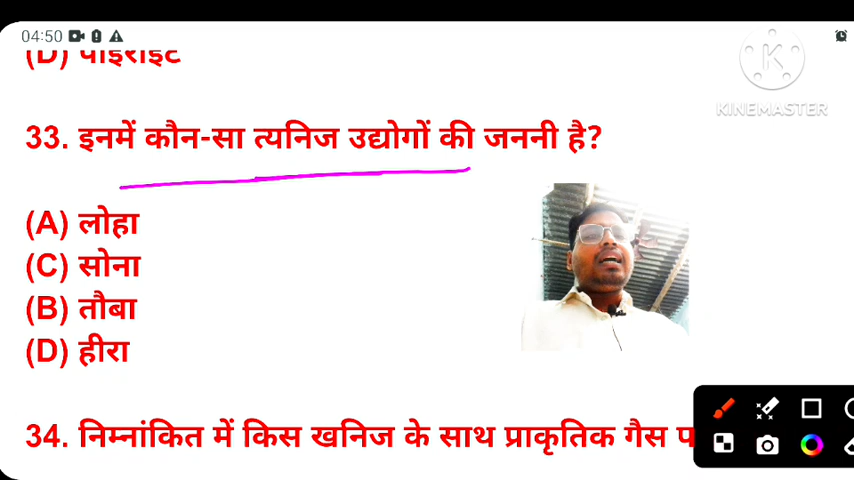 04:50
(D) पाइराइट
KINEMASTER
33. इनमें कौन-सा त्यनिज उद्योगों की जननी है?
(A) लोहा
(C) सोना
(B) तौबा
(D) हीरा
34. निम्नांकित में किस खनिज के साथ प्राकृतिक गैस